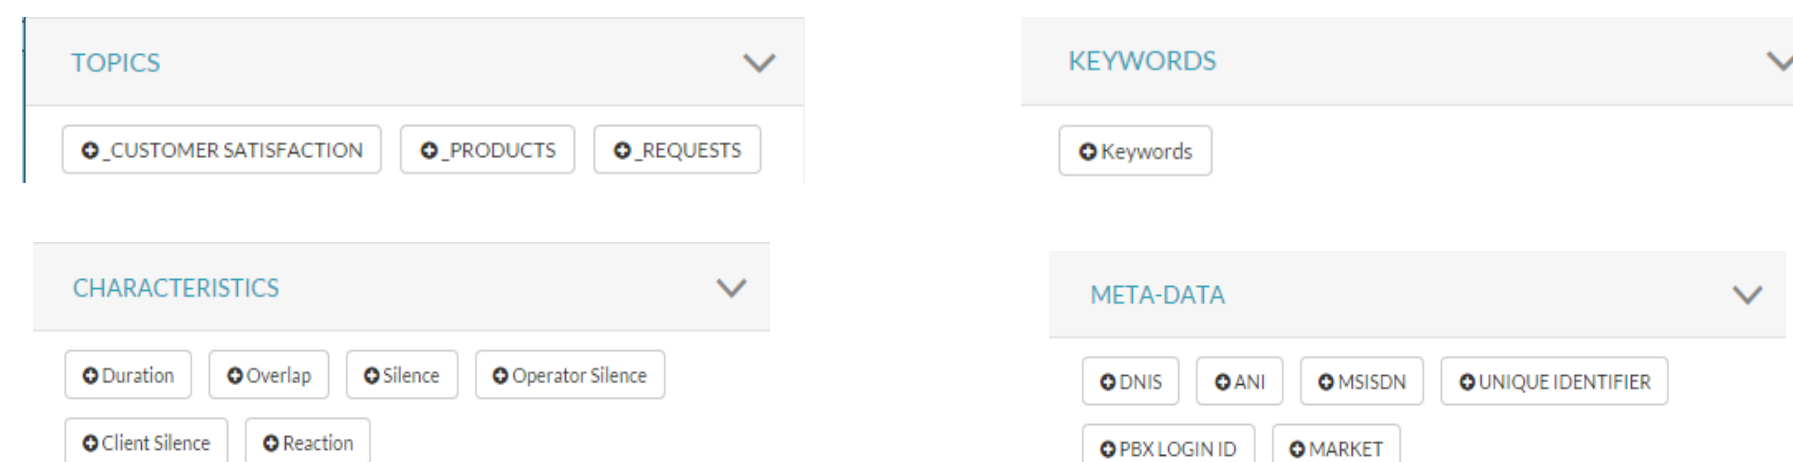 TOPICS
_CUSTOMER SATISFACTION _PRODUCTS _REQUESTS
KEYWORDS
Keywords
CHARACTERISTICS
Duration Overlap Silence Operator Silence
Client Silence Reaction
META-DATA
DNIS ANI MSISDN UNIQUE IDENTIFIER
PBX LOGIN ID MARKET